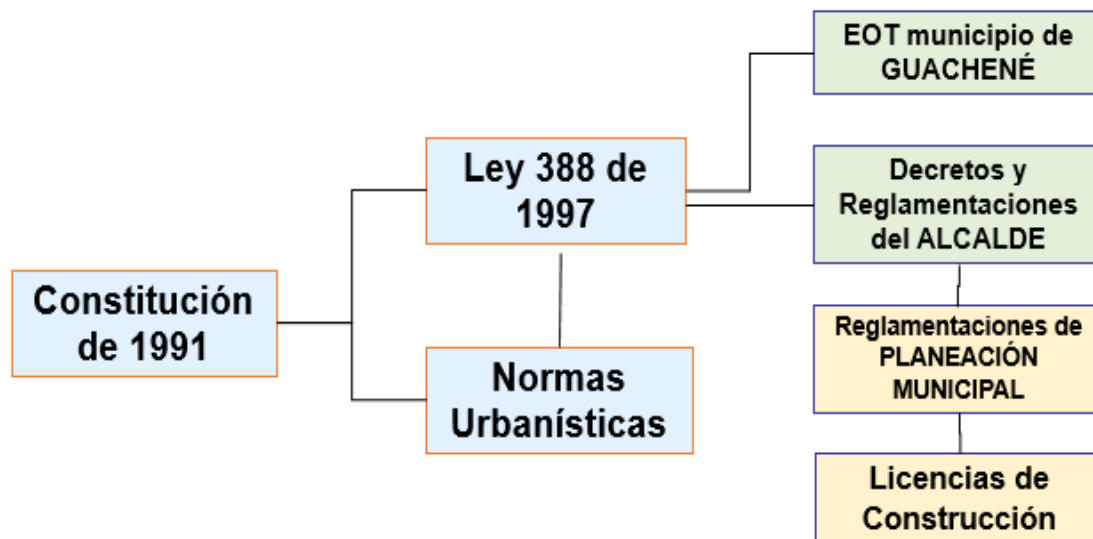 Constitución
de 1991
Ley 388 de
1997
Normas
Urbanísticas
EOT municipio de
GUACHENÉ
Decretos y
Reglamentaciones
del ALCALDE
Reglamentaciones de
PLANEACIÓN
MUNICIPAL
Licencias de
Construcción